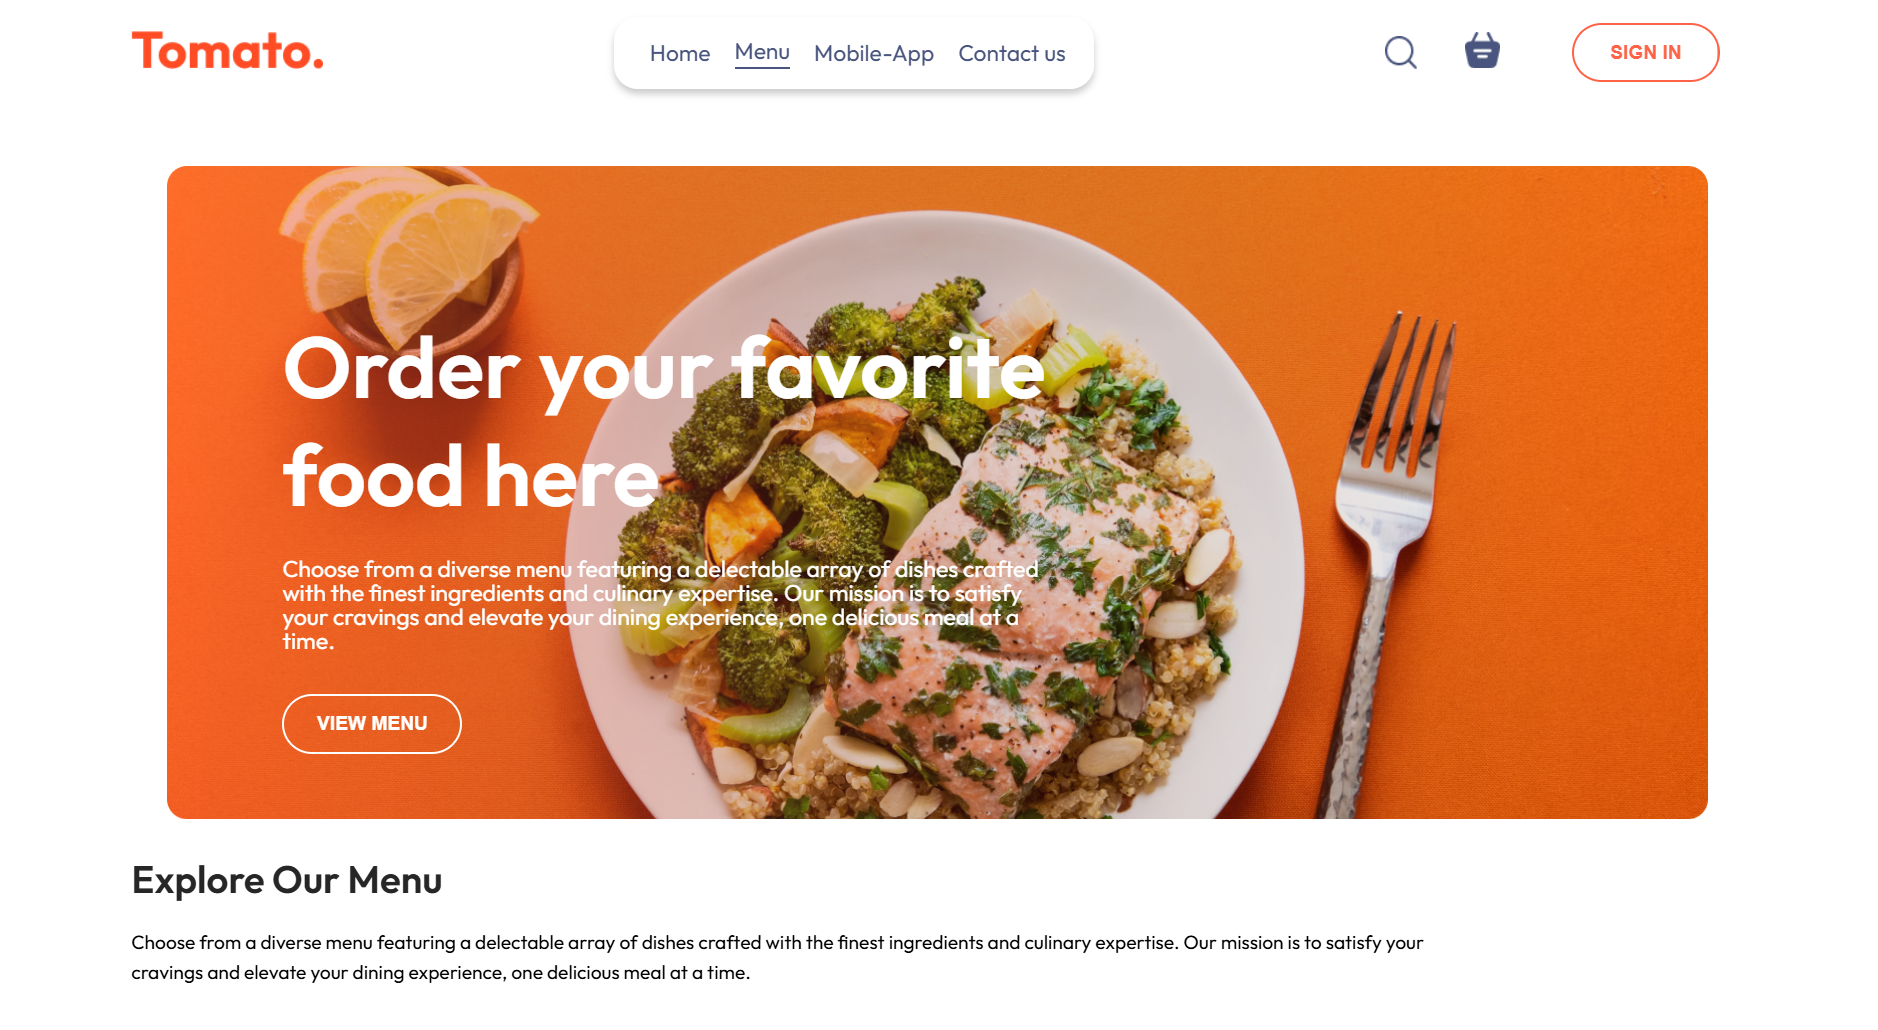 Tomato.
Home Menu Mobile-App Contact us
SIGN IN
Order your favorite
food here
Choose from a diverse menu featuring a delectable array of dishes crafted
with the finest ingredients and culinary expertise. Our mission is to satisfy
your cravings and elevate your dining experience, one delicious meal at a
time.
VIEW MENU
Explore Our Menu
Choose from a diverse menu featuring a delectable array of dishes crafted with the finest ingredients and culinary expertise. Our mission is to satisfy your
cravings and elevate your dining experience, one delicious meal at a time.